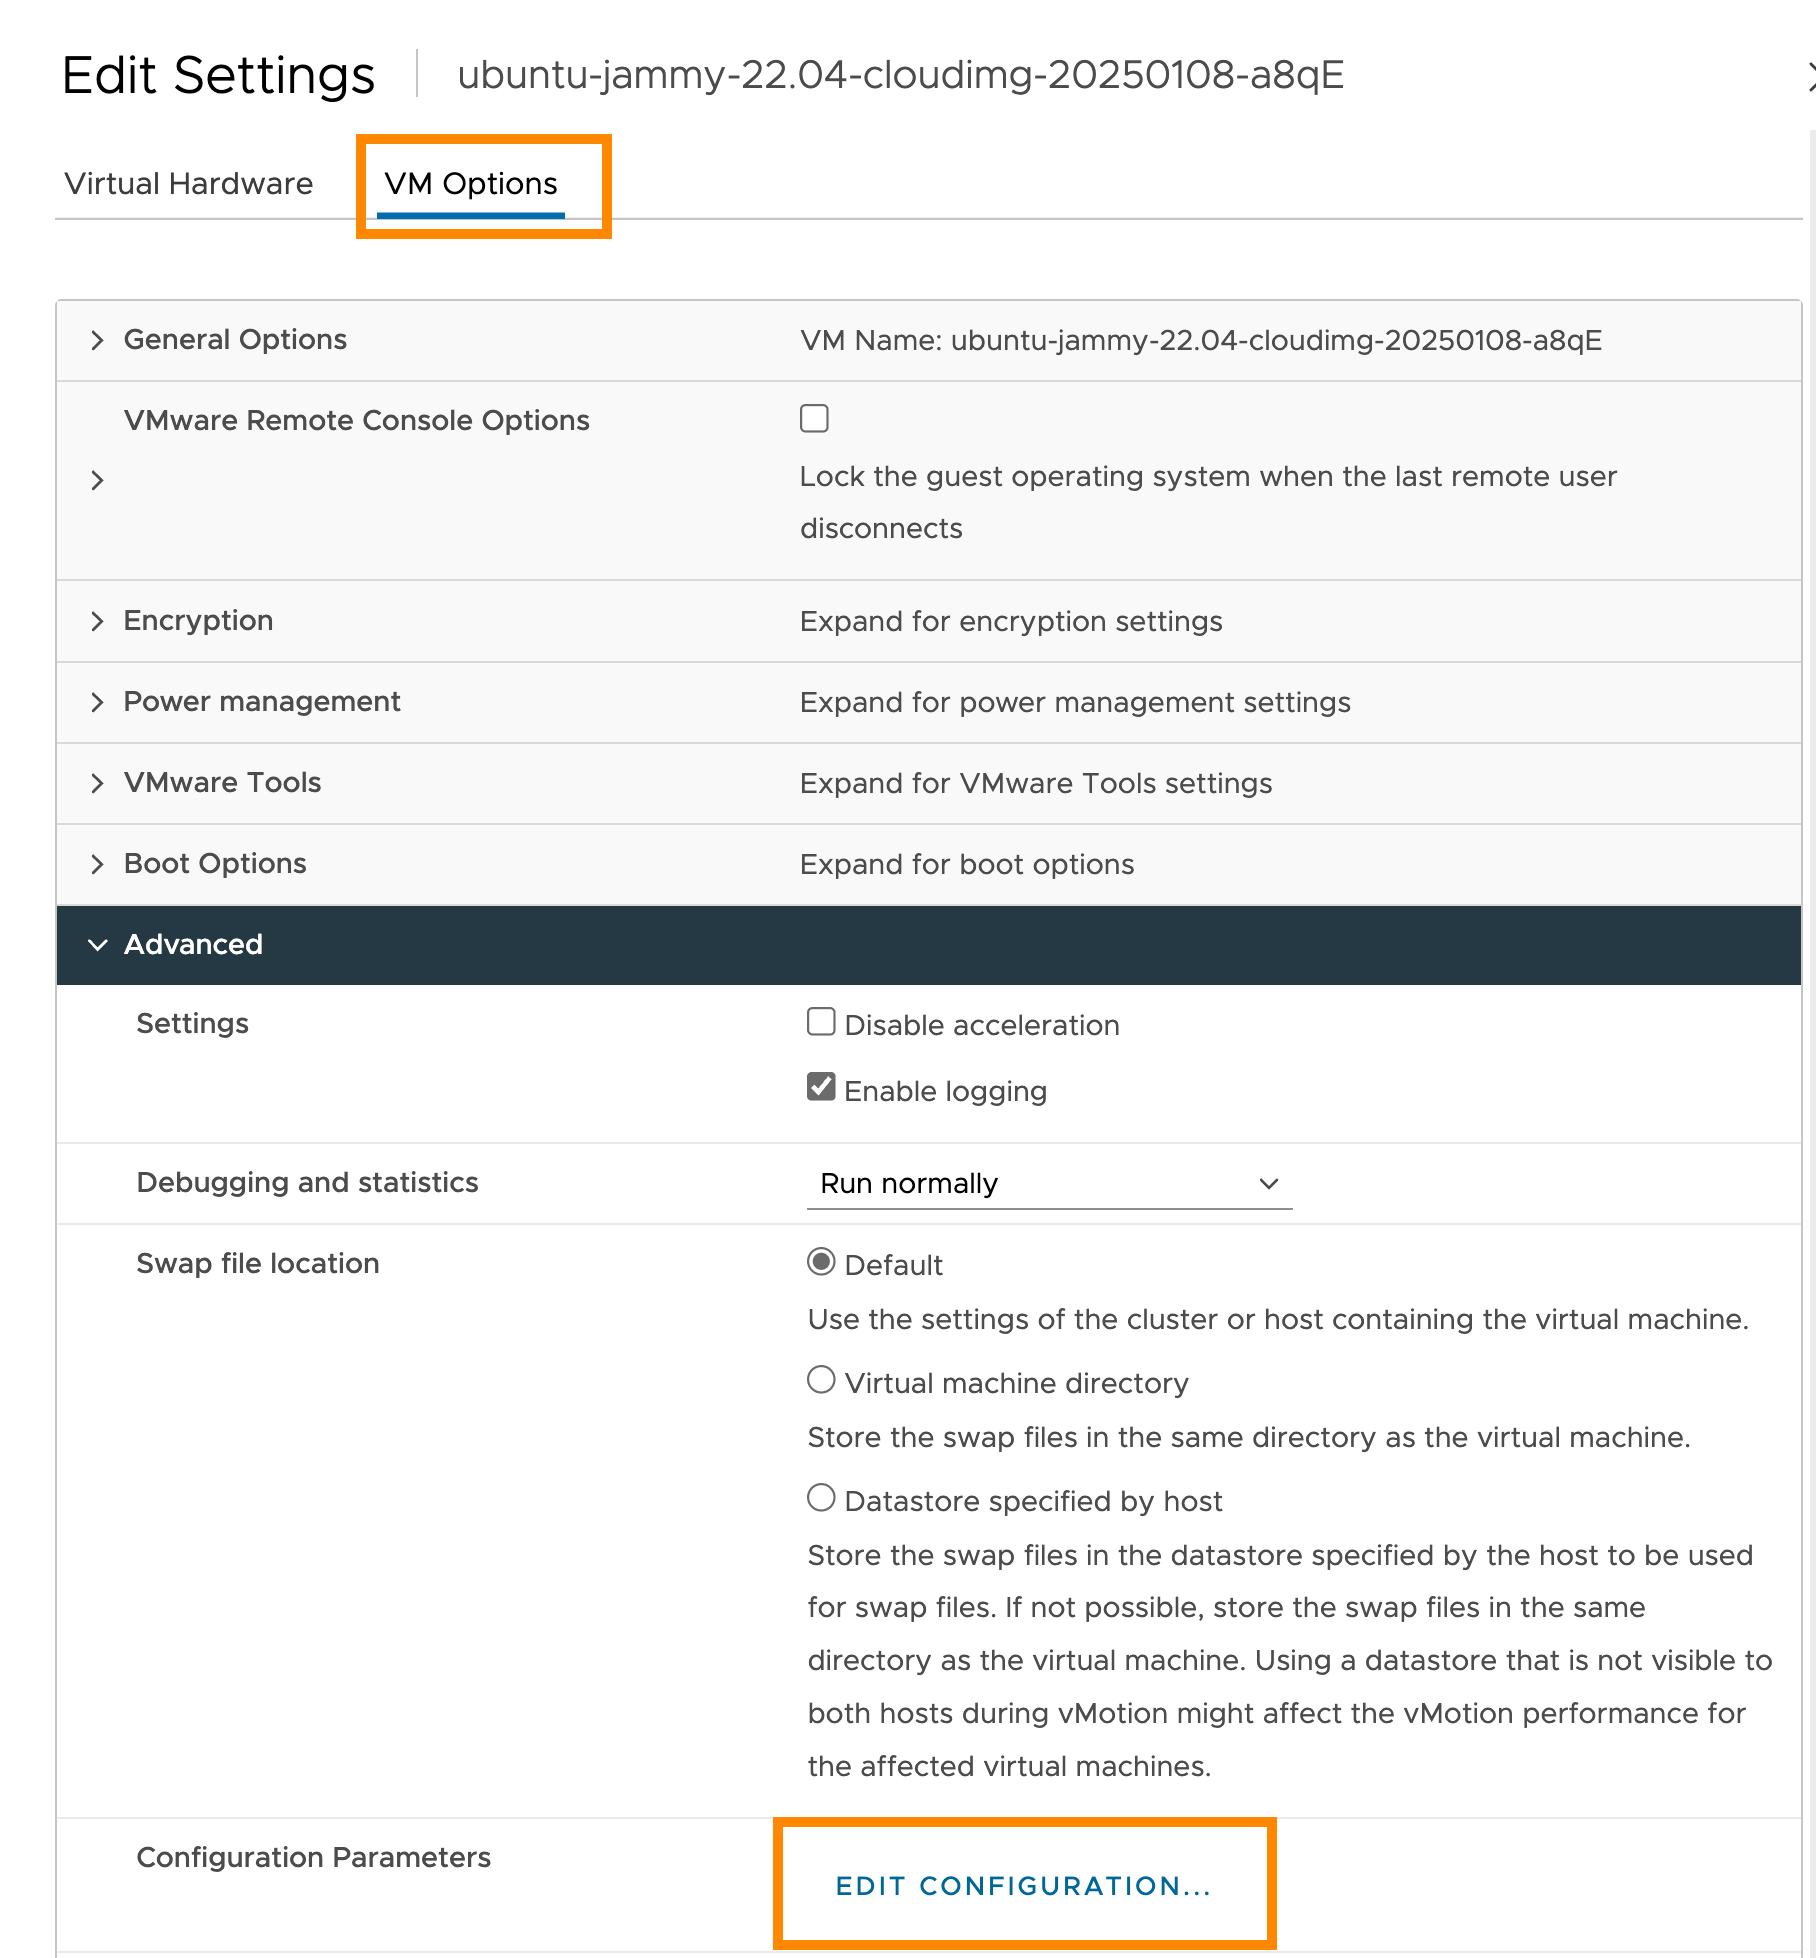 Edit Settings
ubuntu-jammy-22.04-cloudimg-20250108-a8qE
Virtual Hardware
VM Options
General Options
VM Name: ubuntu-jammy-22.04-cloudimg-20250108-a8qE
VMware Remote Console Options
Lock the guest operating system when the last remote user
disconnects
Encryption
Expand for encryption settings
Power management
Expand for power management settings
VMware Tools
Expand for VMware Tools settings
Boot Options
Expand for boot options
Advanced
Settings
Disable acceleration
Enable logging
Debugging and statistics
Run normally
Swap file location
Default
Use the settings of the cluster or host containing the virtual machine.
Virtual machine directory
Store the swap files in the same directory as the virtual machine.
Datastore specified by host
Store the swap files in the datastore specified by the host to be used
for swap files. If not possible, store the swap files in the same
directory as the virtual machine. Using a datastore that is not visible to
both hosts during vMotion might affect the vMotion performance for
the affected virtual machines.
Configuration Parameters
EDIT CONFIGURATION...